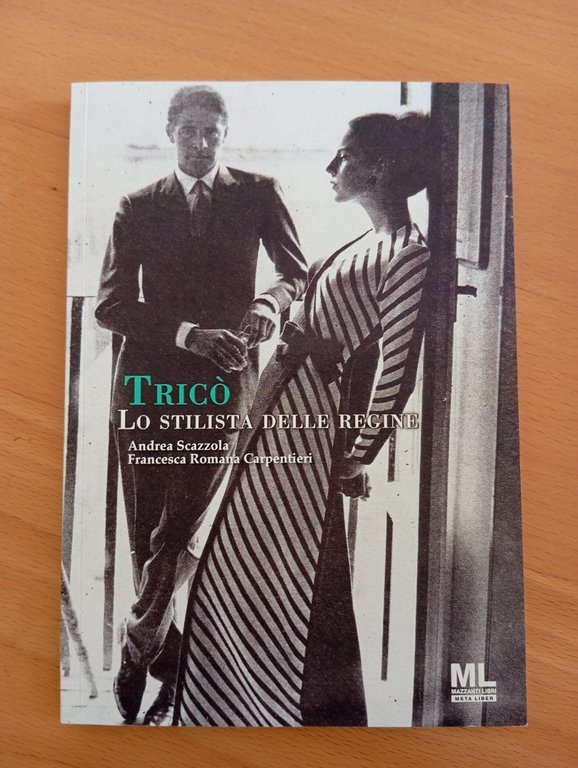 TRICÒ
LO STILISTA DELLE REGINE
Andrea Scazzola
Francesca Romana Carpentieri
ML
MAZZANTI LIBRI
META LIBER